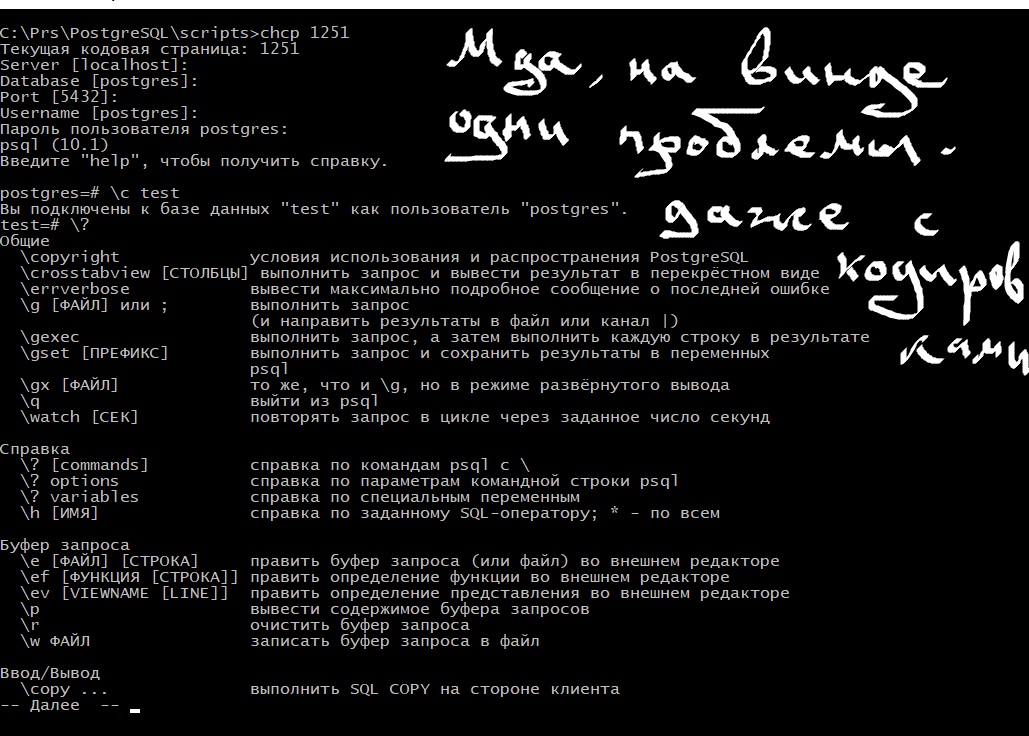 C:\Prs\PostgreSQL\scripts>chcp 1251
Текущая кодовая страница: 1251
Server [localhost]:
Database [postgres]:
Port [5432]:
Username [postgres]:
Пароль пользователя postgres:
psql (10.1)
Введите "help", чтобы получить справку.
Мда, на винде
одни проблемы.
даже с
кодиров
ками
postgres=# \c test
Вы подключены к базе данных "test" как пользователь "postgres".
test=# \?
Общие
  \copyright             условия использования и распространения PostgreSQL
  \crosstabview [СТОЛБЦЫ] выполнить запрос и вывести результат в перекрёстном виде
  \errverbose            вывести максимально подробное сообщение о последней ошибке
  \g [ФАЙЛ] или ;        выполнить запрос
                         (и направить результаты в файл или канал |)
  \gexec                 выполнить запрос, а затем выполнить каждую строку в результате
  \gset [ПРЕФИКС]        выполнить запрос и сохранить результаты в переменных
                         psql
  \gx [ФАЙЛ]             то же, что и \g, но в режиме развёрнутого вывода
  \q                     выйти из psql
  \watch [СЕК]           повторять запрос в цикле через заданное число секунд
Справка
  \? [commands]          справка по командам psql с \
  \? options             справка по параметрам командной строки psql
  \? variables           справка по специальным переменным
  \h [ИМЯ]               справка по заданному SQL-оператору; * - по всем
Буфер запроса
  \e [ФАЙЛ] [СТРОКА]     править буфер запроса (или файл) во внешнем редакторе
  \ef [ФУНКЦИЯ [СТРОКА]] править определение функции во внешнем редакторе
  \ev [VIEWNAME [LINE]]  править определение представления во внешнем редакторе
  \p                     вывести содержимое буфера запросов
  \r                     очистить буфер запроса
  \w ФАЙЛ                записать буфер запроса в файл
Ввод/Вывод
  \copy ...              выполнить SQL COPY на стороне клиента
-- Далее  --